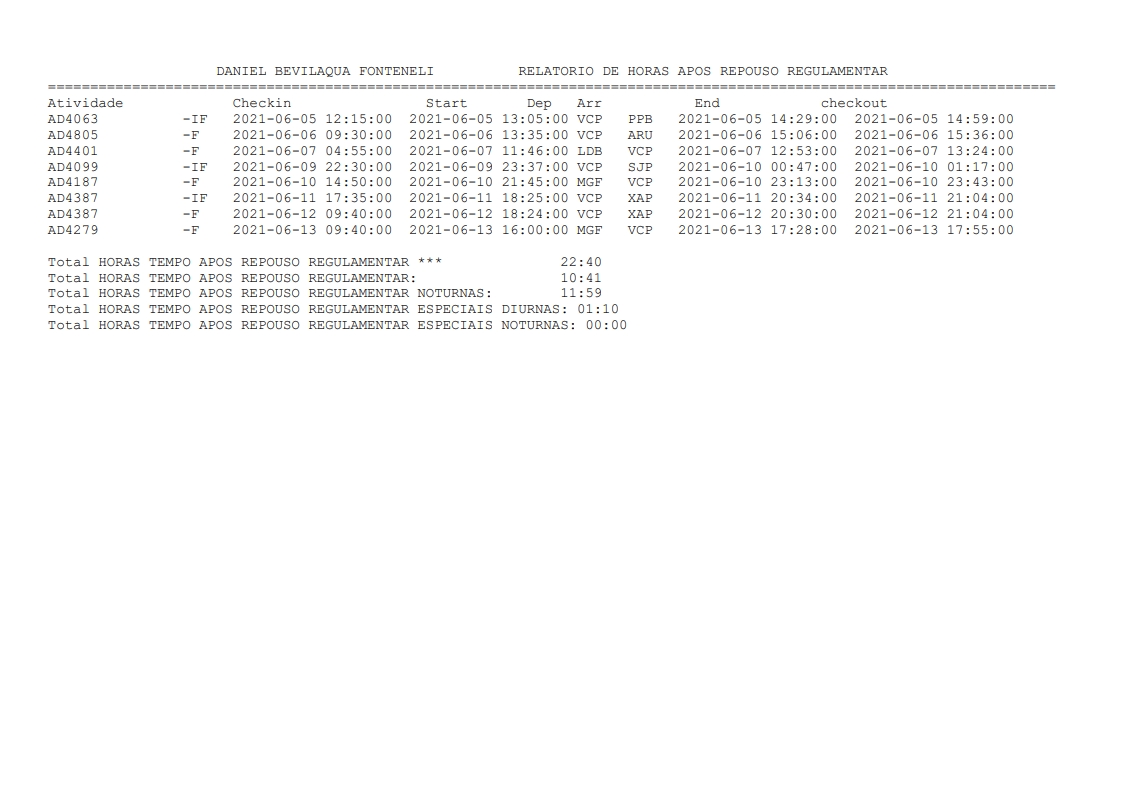 DANIEL BEVILAQUA FONTENELI RELATORIO DE HORAS APOS REPOUSO REGULAMENTAR
========================================================================================================================
Atividade Checkin Start Dep Arr End checkout
AD4063 -IF 2021-06-05 12:15:00 2021-06-05 13:05:00 VCP PPB 2021-06-05 14:29:00 2021-06-05 14:59:00
AD4805 -F 2021-06-06 09:30:00 2021-06-06 13:35:00 VCP ARU 2021-06-06 15:06:00 2021-06-06 15:36:00
AD4401 -F 2021-06-07 04:55:00 2021-06-07 11:46:00 LDB VCP 2021-06-07 12:53:00 2021-06-07 13:24:00
AD4099 -IF 2021-06-09 22:30:00 2021-06-09 23:37:00 VCP SJP 2021-06-10 00:47:00 2021-06-10 01:17:00
AD4187 -F 2021-06-10 14:50:00 2021-06-10 21:45:00 MGF VCP 2021-06-10 23:13:00 2021-06-10 23:43:00
AD4387 -IF 2021-06-11 17:35:00 2021-06-11 18:25:00 VCP XAP 2021-06-11 20:34:00 2021-06-11 21:04:00
AD4387 -F 2021-06-12 09:40:00 2021-06-12 18:24:00 VCP XAP 2021-06-12 20:30:00 2021-06-12 21:04:00
AD4279 -F 2021-06-13 09:40:00 2021-06-13 16:00:00 MGF VCP 2021-06-13 17:28:00 2021-06-13 17:55:00
Total HORAS TEMPO APOS REPOUSO REGULAMENTAR *** 22:40
Total HORAS TEMPO APOS REPOUSO REGULAMENTAR: 10:41
Total HORAS TEMPO APOS REPOUSO REGULAMENTAR NOTURNAS: 11:59
Total HORAS TEMPO APOS REPOUSO REGULAMENTAR ESPECIAIS DIURNAS: 01:10
Total HORAS TEMPO APOS REPOUSO REGULAMENTAR ESPECIAIS NOTURNAS: 00:00